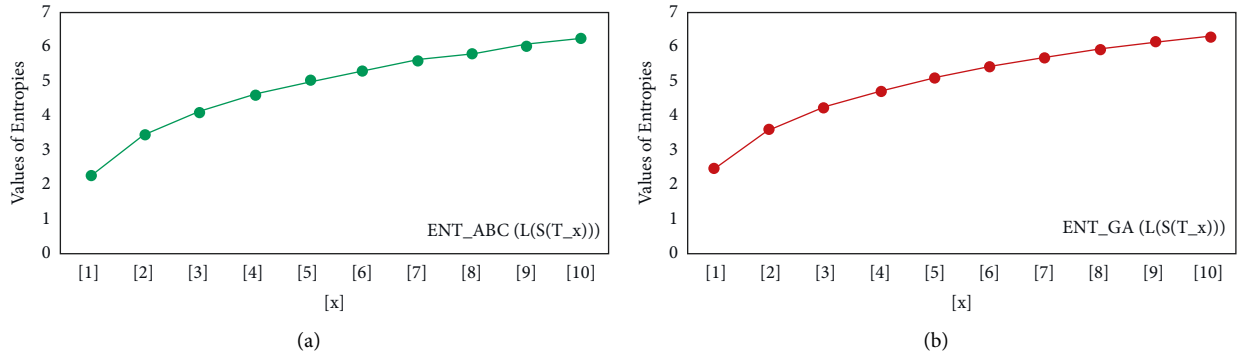 7
6
5
4
3
2
1
0
Values of Entropies
ENT_ABC (L(S(T_x)))
[1] [2] [3] [4] [5] [6] [7] [8] [9] [10]
[x]
(a)
7
6
5
4
3
2
1
0
Values of Entropies
ENT_GA (L(S(T_x)))
[1] [2] [3] [4] [5] [6] [7] [8] [9] [10]
[x]
(b)